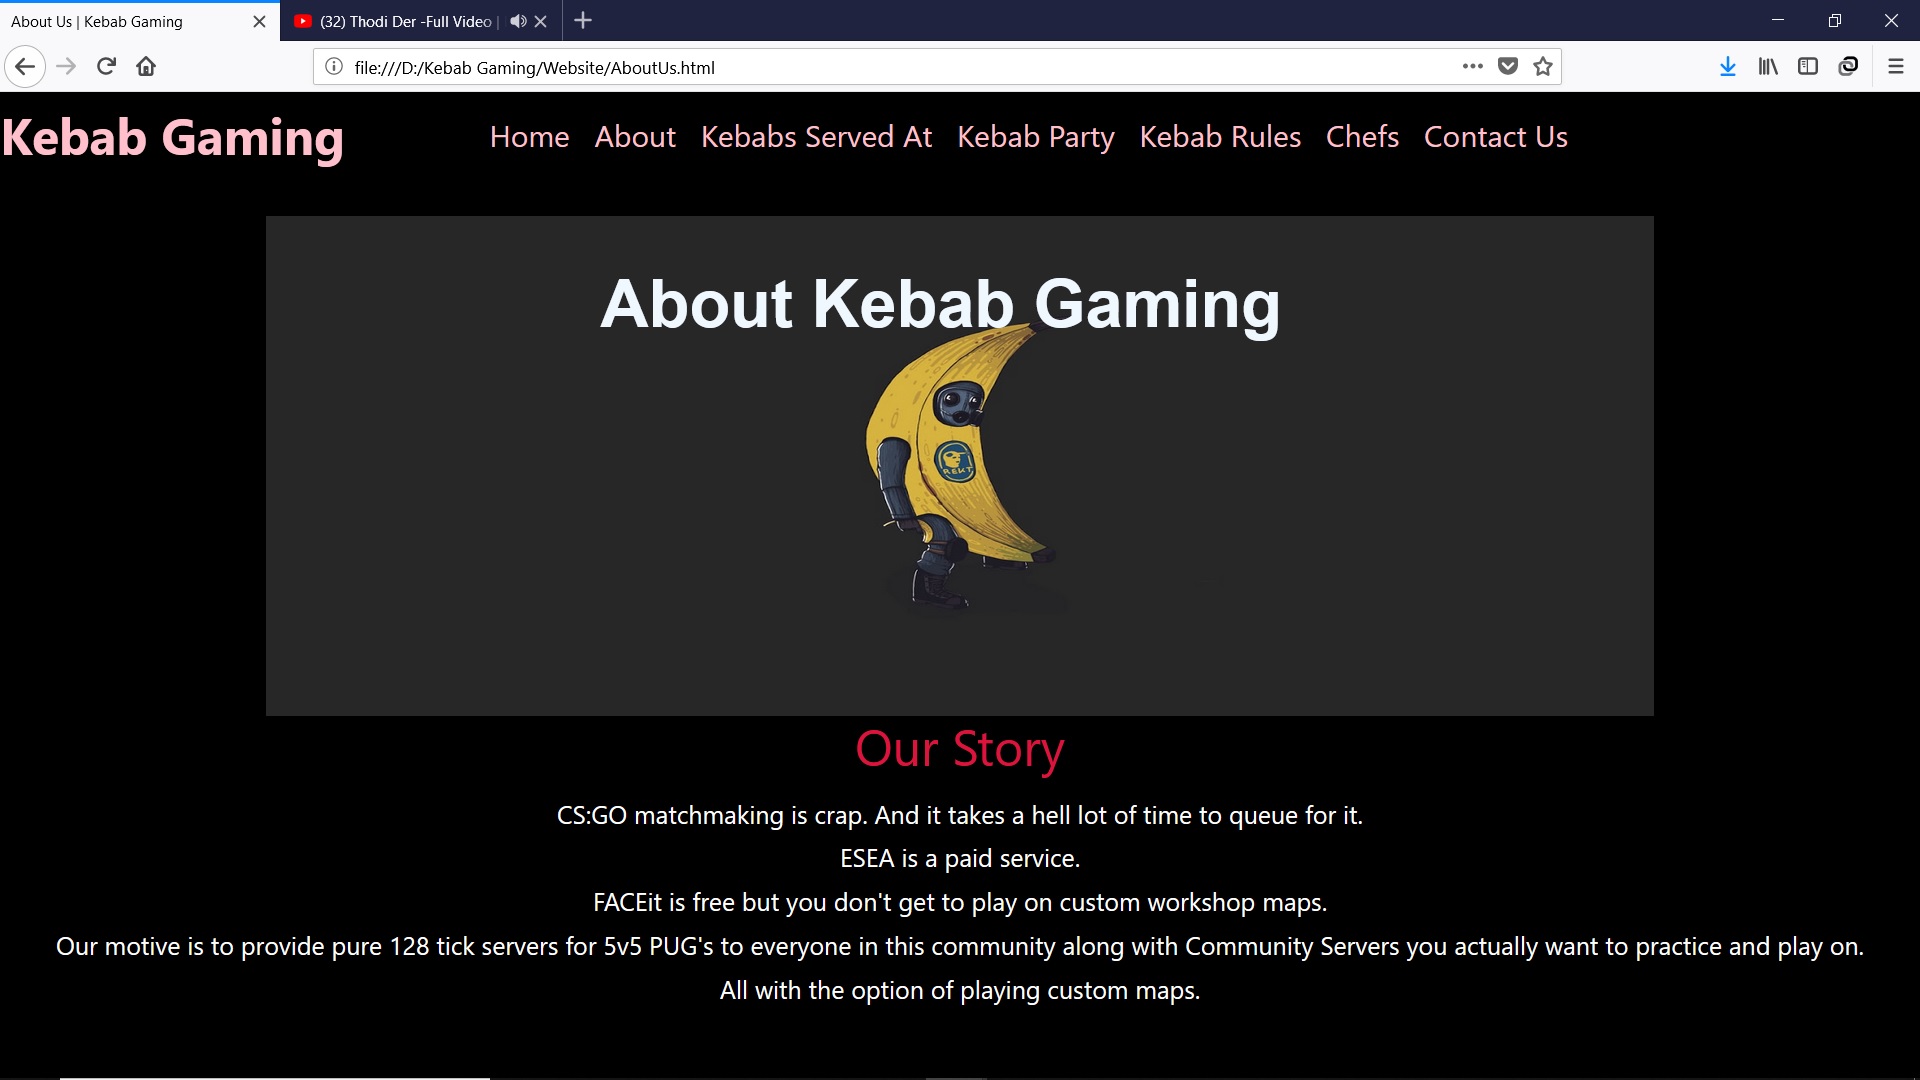 About Us | Kebab Gaming
(32) Thodi Der -Full Video |
file:///D:/Kebab Gaming/Website/AboutUs.html
Kebab Gaming
Home About Kebabs Served At Kebab Party Kebab Rules Chefs Contact Us
About Kebab Gaming
REKT
Our Story
CS:GO matchmaking is crap. And it takes a hell lot of time to queue for it.
ESEA is a paid service.
FACEit is free but you don't get to play on custom workshop maps.
Our motive is to provide pure 128 tick servers for 5v5 PUG's to everyone in this community along with Community Servers you actually want to practice and play on.
All with the option of playing custom maps.